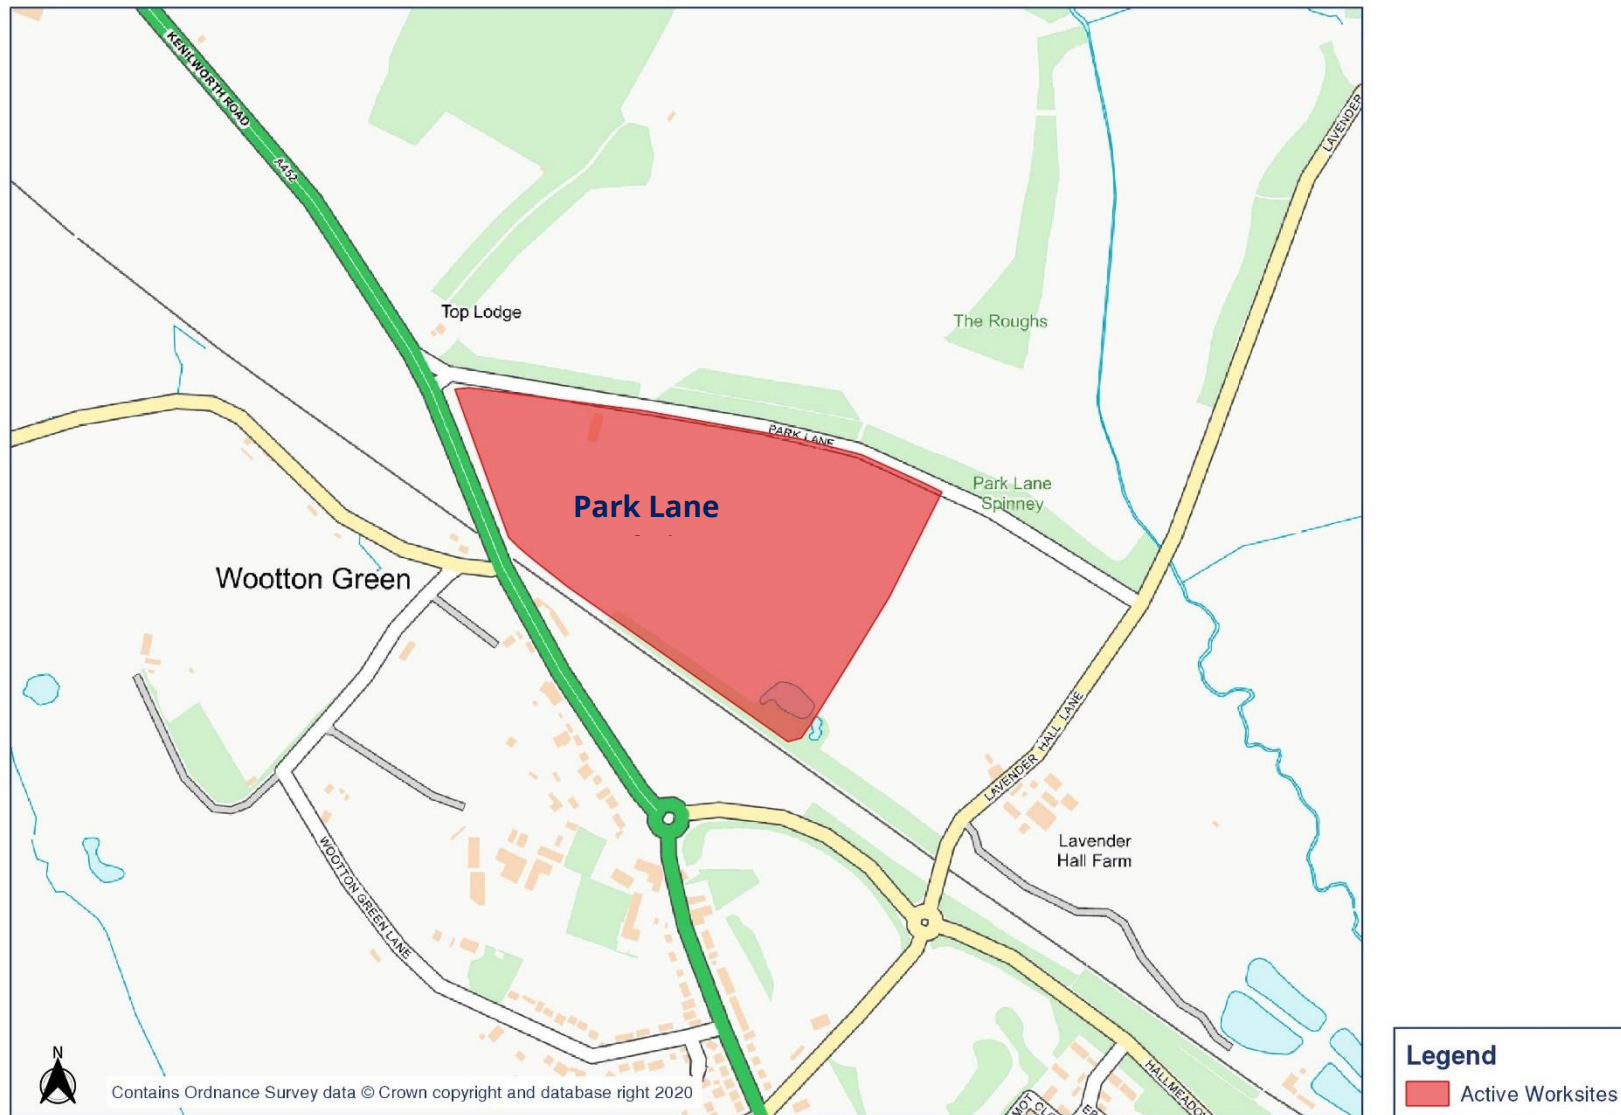 KENILWORTH ROAD
A452
LAVENDER
Top Lodge
The Roughs
PARK LANE
Park Lane
Spinney
Park Lane
Wootton Green
LAVENDER HALL LANE
Lavender
Hall Farm
WOOTTON GREEN LANE
HALLMEADOW
N
Contains Ordnance Survey data © Crown copyright and database right 2020
Legend
Active Worksites